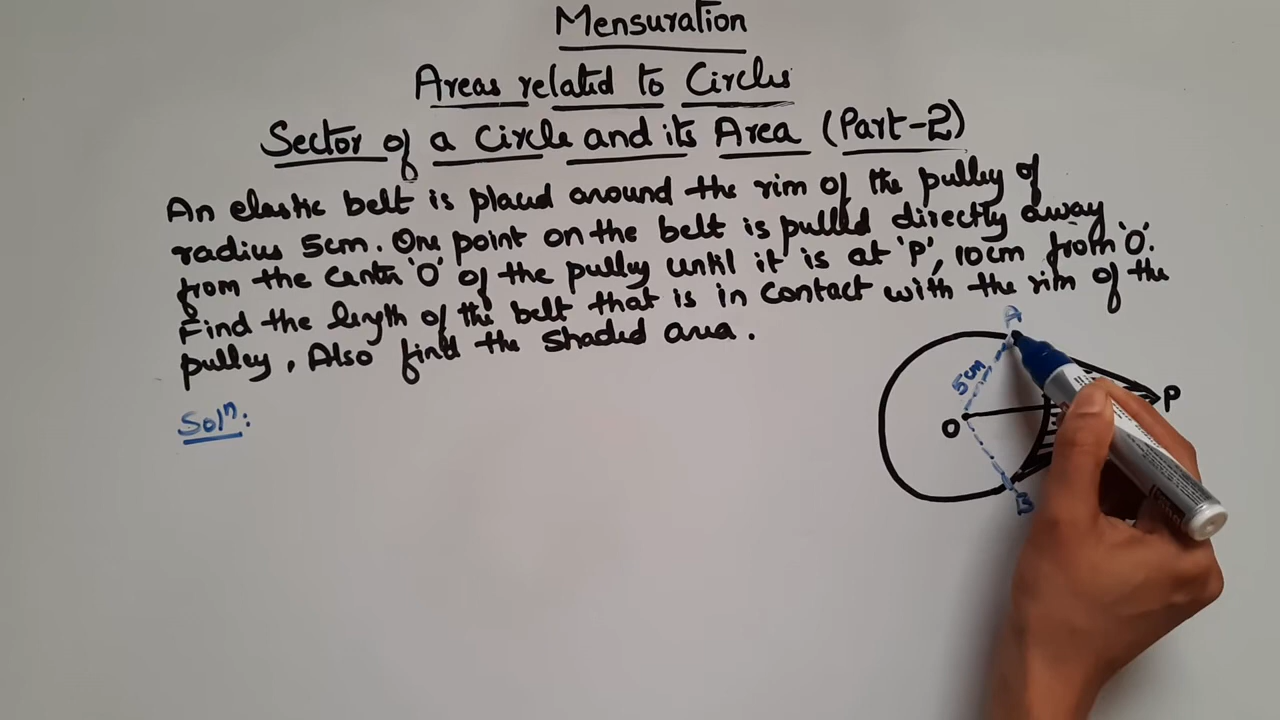 Mensuration
Areas related to Circles
Sector of a Circle and its Area (Part-2)
An elastic belt is placed around the rim of the pulley of
radius 5cm. One point on the belt is pulled directly away
from the centre 'O' of the pulley until it is at 'P', 10cm from 'O'.
Find the length of the belt that is in contact with the rim of the
pulley, Also find the shaded area.
Solⁿ:
A
5cm
O
P
B